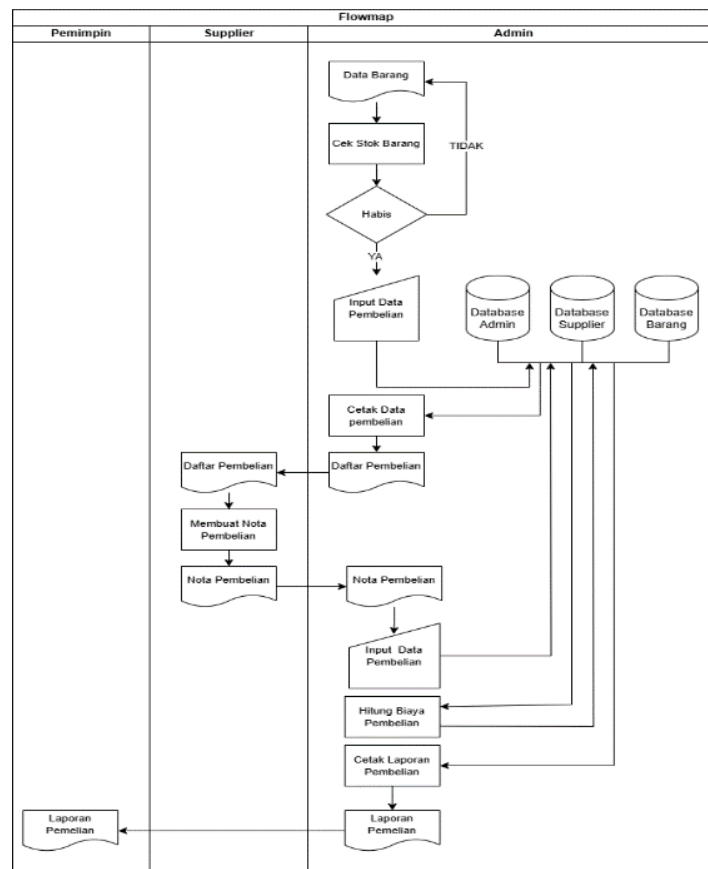 Flowmap
Pemimpin
Supplier
Admin
Data Barang
Cek Stok Barang
TIDAK
Habis
YA
Input Data
Pembelian
Database
Admin
Database
Supplier
Database
Barang
Cetak Data
pembelian
Daftar Pembelian
Daftar Pembelian
Membuat Nota
Pembelian
Nota Pembelian
Nota Pembelian
Input Data
Pembelian
Hitung Biaya
Pembelian
Cetak Laporan
Pembelian
Laporan
Pemelian
Laporan
Pemelian